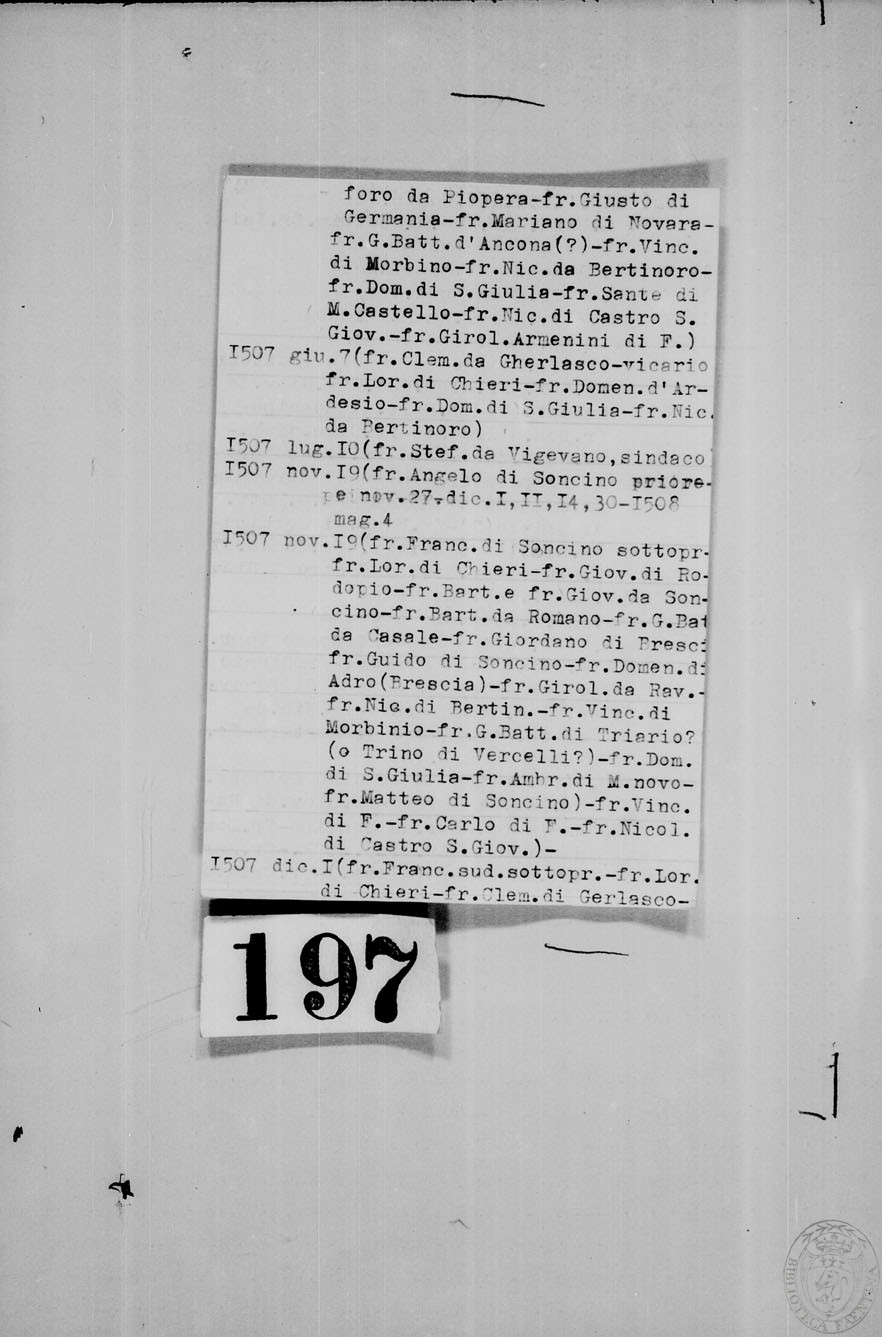 foro da Piopera-fr.Giusto di
Germania-fr.Mariano di Novara-
fr.G.Batt.d'Ancona(?)-fr.Vinc.
di Morbino-fr.Nic.da Bertinoro-
fr.Dom.di S.Giulia-fr.Sante di
M.Castello-fr.Nic.di Castro S.
Giov.-fr.Girol.Armenini di F.)
I507 giu.7(fr.Clem.da Gherlasco-vicario
fr.Lor.di Chieri-fr.Domen.d'Ar-
desio-fr.Dom.di S.Giulia-fr.Nic.
da Bertinoro)
I507 lug.I0(fr.Stef.da Vigevano,sindaco
I507 nov.I9(fr.Angelo di Soncino priore-
e nov.27-dic.I,II,I4,30-I508
mag.4
I507 nov.I9(fr.Franc.di Soncino sottopr-
fr.Lor.di Chieri-fr.Giov.di Ro-
dopio-fr.Bart.e fr.Giov.da Son-
cino-fr.Bart.da Romano-fr.G.Bat
da Casale-fr.Giordano di Bresci
fr.Guido di Soncino-fr.Domen.di
Adro(Brescia)-fr.Girol.da Rav.-
fr.Nic.di Bertin.-fr.Vinc.di
Morbinio-fr.G.Batt.di Triario?
(o Trino di Vercelli?)-fr.Dom.
di S.Giulia-fr.Ambr.di M.novo-
fr.Matteo di Soncino)-fr.Vinc.
di F.-fr.Carlo di F.-fr.Nicol.
di Castro S.Giov.)-
I507 dic.I(fr.Franc.sud.sottopr.-fr.Lor.
di Chieri-fr.Clem.di Gerlasco-
197
BIBLIOTECA FAENTINA